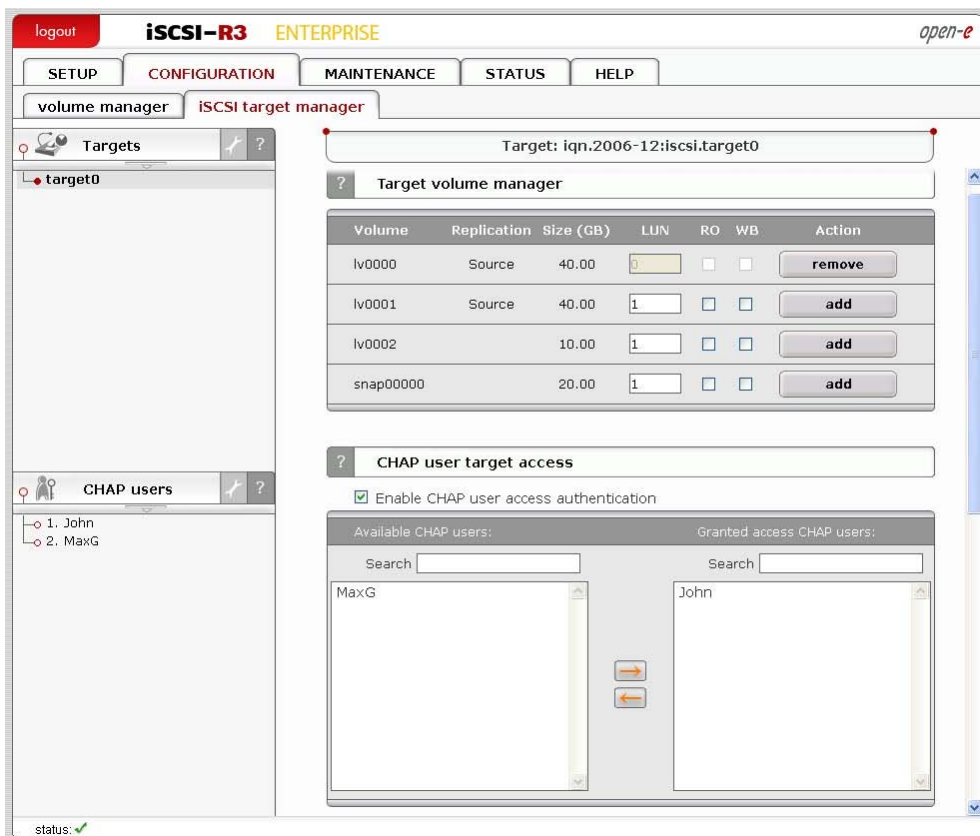 logout iSCSI-R3 ENTERPRISE open-e
SETUP CONFIGURATION MAINTENANCE STATUS HELP
volume manager iSCSI target manager
Targets ?
target0
CHAP users ?
1. John
2. MaxG
Target: iqn.2006-12:iscsi.target0
? Target volume manager
Volume Replication Size (GB) LUN RO WB Action
lv0000 Source 40.00 0 remove
lv0001 Source 40.00 1 add
lv0002 10.00 1 add
snap00000 20.00 1 add
? CHAP user target access
Enable CHAP user access authentication
Available CHAP users: Granted access CHAP users:
Search Search
MaxG John
status: